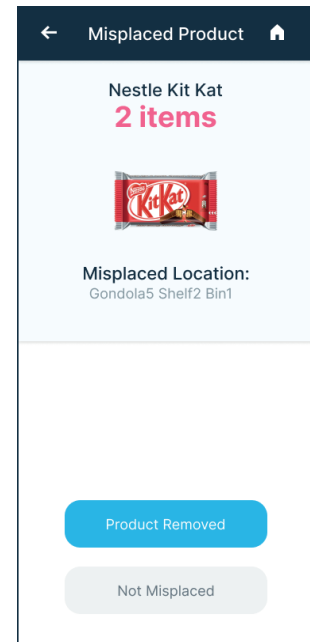 Misplaced Product
Nestle Kit Kat
2 items
Nestle
KitKat
Misplaced Location:
Gondola5 Shelf2 Bin1
Product Removed
Not Misplaced